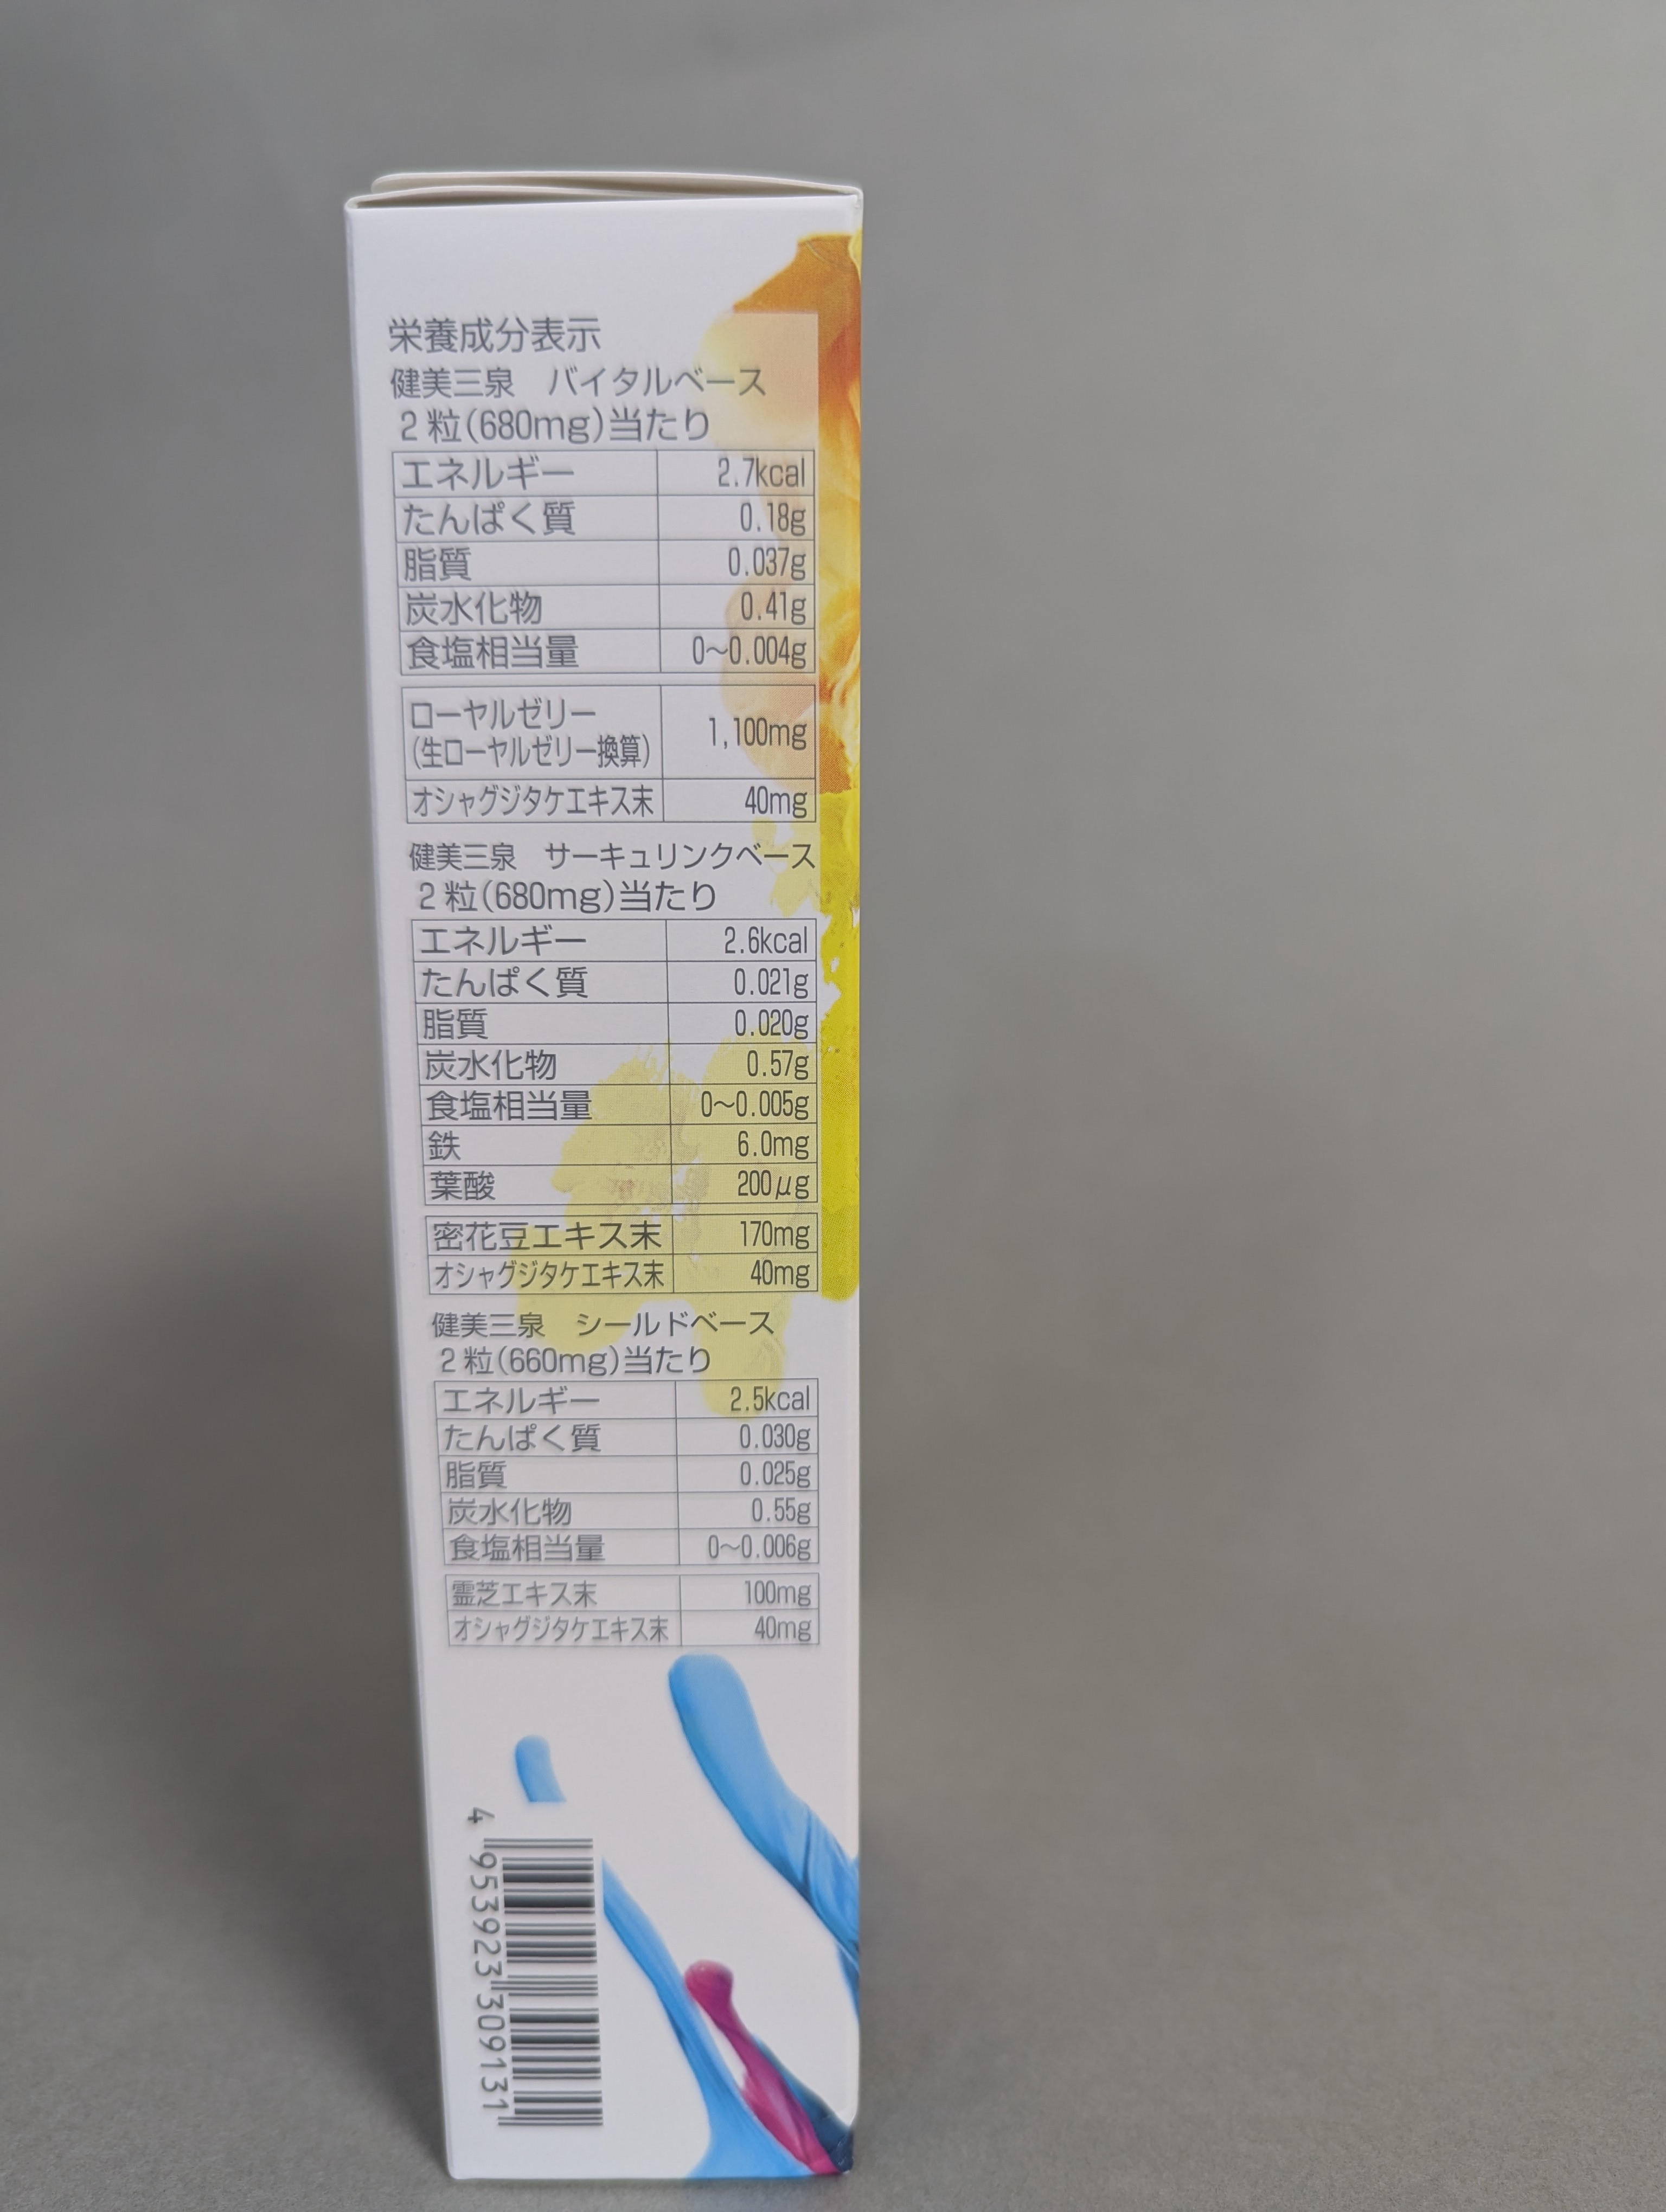 栄養成分表示
健美三泉　バイタルベース
2粒(680mg)当たり
エネルギー 2.7kcal
たんぱく質 0.18g
脂質 0.037g
炭水化物 0.41g
食塩相当量 0〜0.004g
ローヤルゼリー
(生ローヤルゼリー換算) 1,100mg
オシャグジタケエキス末 40mg
健美三泉　サーキュリンクベース
2粒(680mg)当たり
エネルギー 2.6kcal
たんぱく質 0.021g
脂質 0.020g
炭水化物 0.57g
食塩相当量 0〜0.005g
鉄 6.0mg
葉酸 200μg
密花豆エキス末 170mg
オシャグジタケエキス末 40mg
健美三泉　シールドベース
2粒(660mg)当たり
エネルギー 2.5kcal
たんぱく質 0.030g
脂質 0.025g
炭水化物 0.55g
食塩相当量 0〜0.006g
霊芝エキス末 100mg
オシャグジタケエキス末 40mg
4 953923 309131